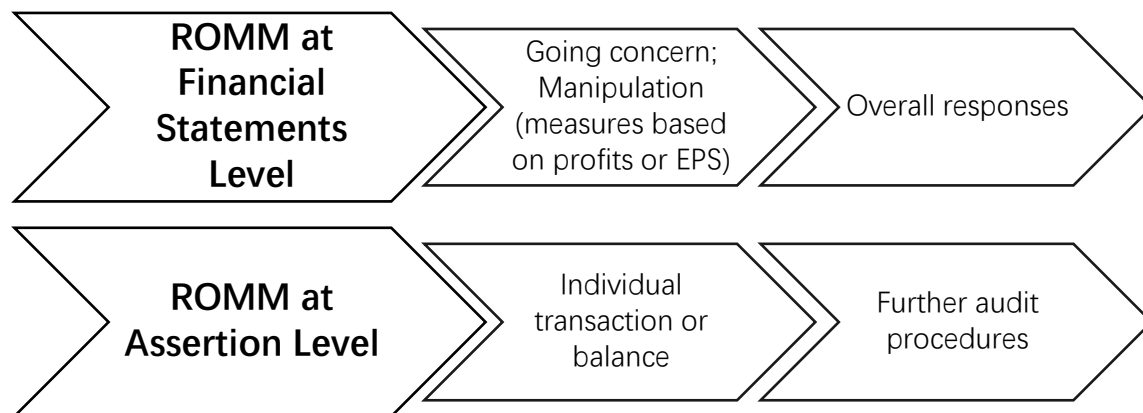 ROMM at
Financial
Statements
Level
Going concern;
Manipulation
(measures based
on profits or EPS)
Overall responses
ROMM at
Assertion Level
Individual
transaction or
balance
Further audit
procedures